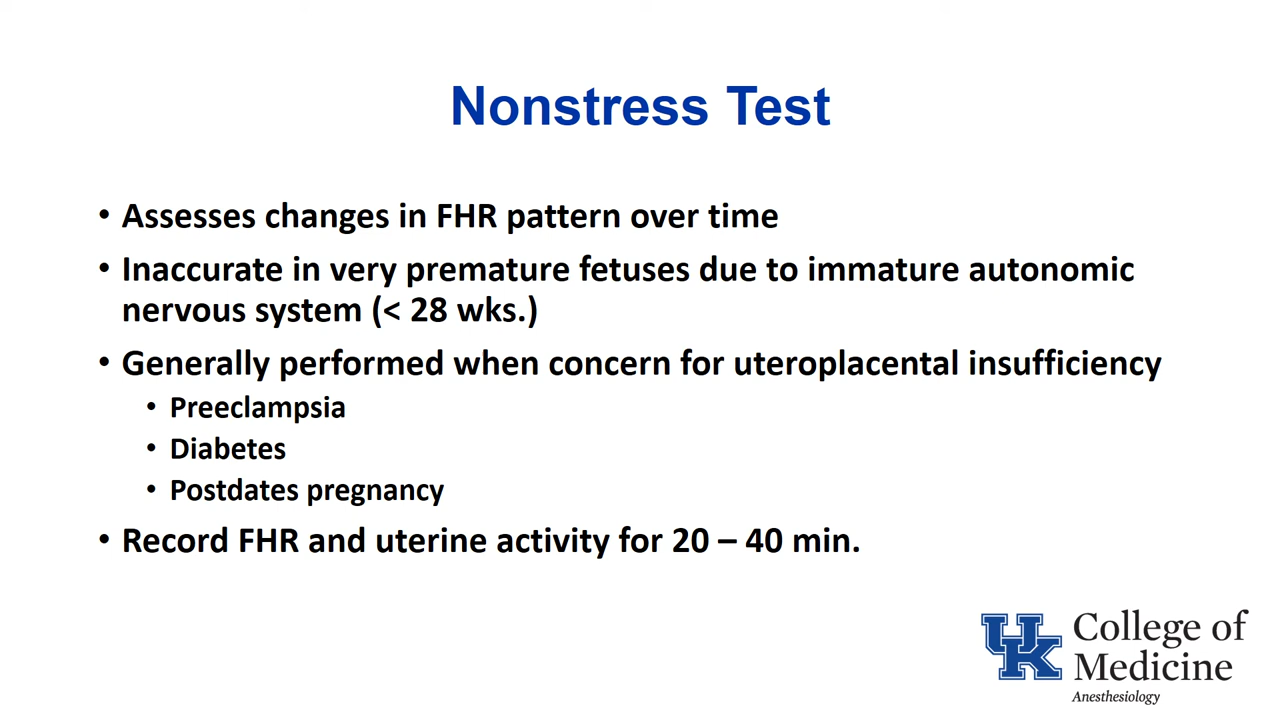 Nonstress Test
• Assesses changes in FHR pattern over time
• Inaccurate in very premature fetuses due to immature autonomic
nervous system (< 28 wks.)
• Generally performed when concern for uteroplacental insufficiency
• Preeclampsia
• Diabetes
• Postdates pregnancy
• Record FHR and uterine activity for 20 – 40 min.
UK
College of
Medicine
Anesthesiology